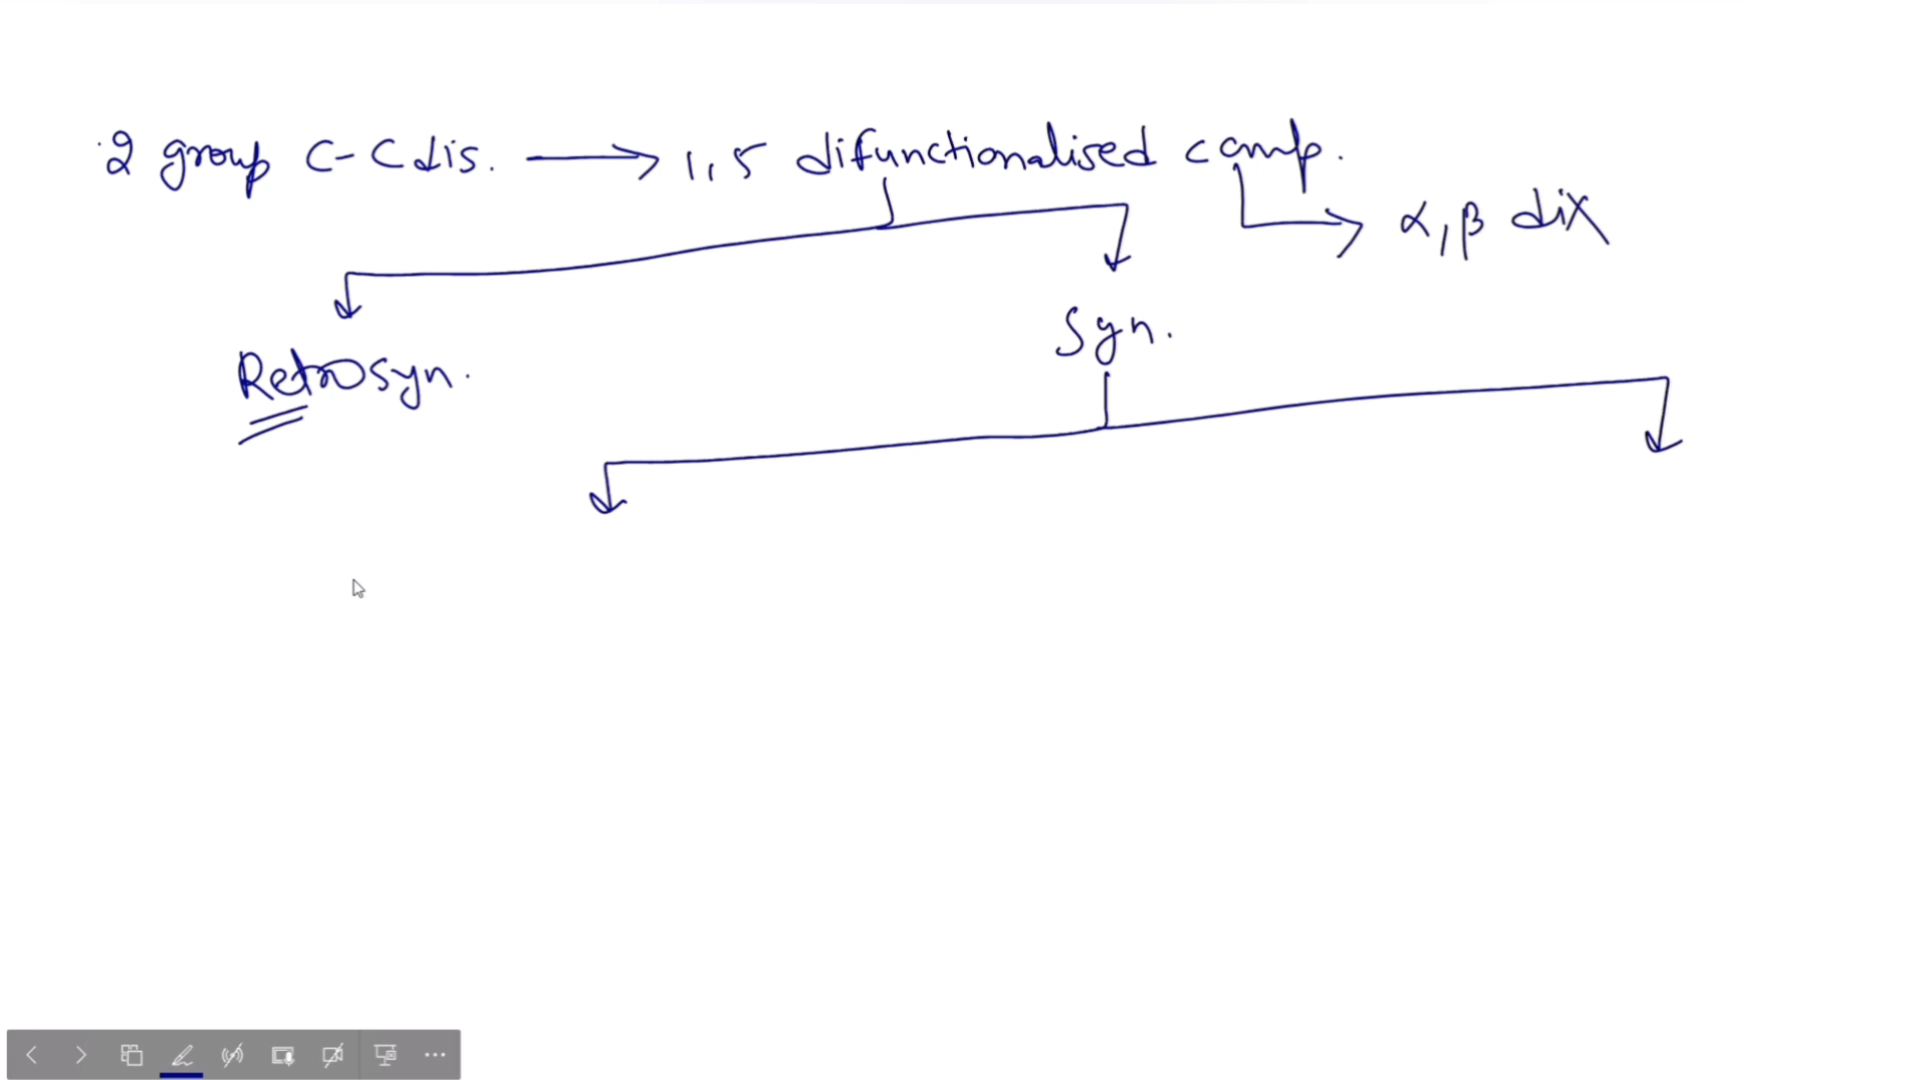 2 group C-C dis. → 1,5 difunctionalised comp.
α,β dix
Retrosyn.
Syn.